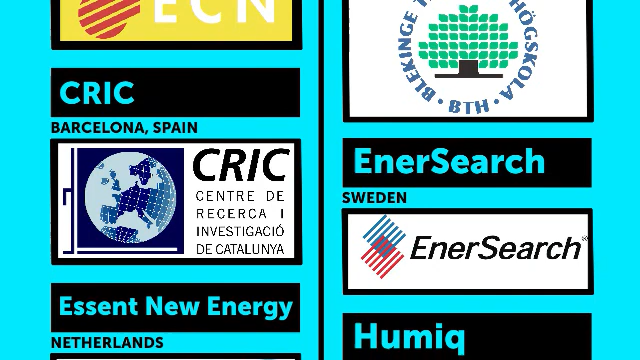 ECN
CRIC
BARCELONA, SPAIN
CRIC
CENTRE DE
RECERCA I
INVESTIGACIÓ
DE CATALUNYA
Essent New Energy
NETHERLANDS
BLEKINGE T HÖGSKOLA · BTH ·
EnerSearch
SWEDEN
EnerSearch®
Humiq